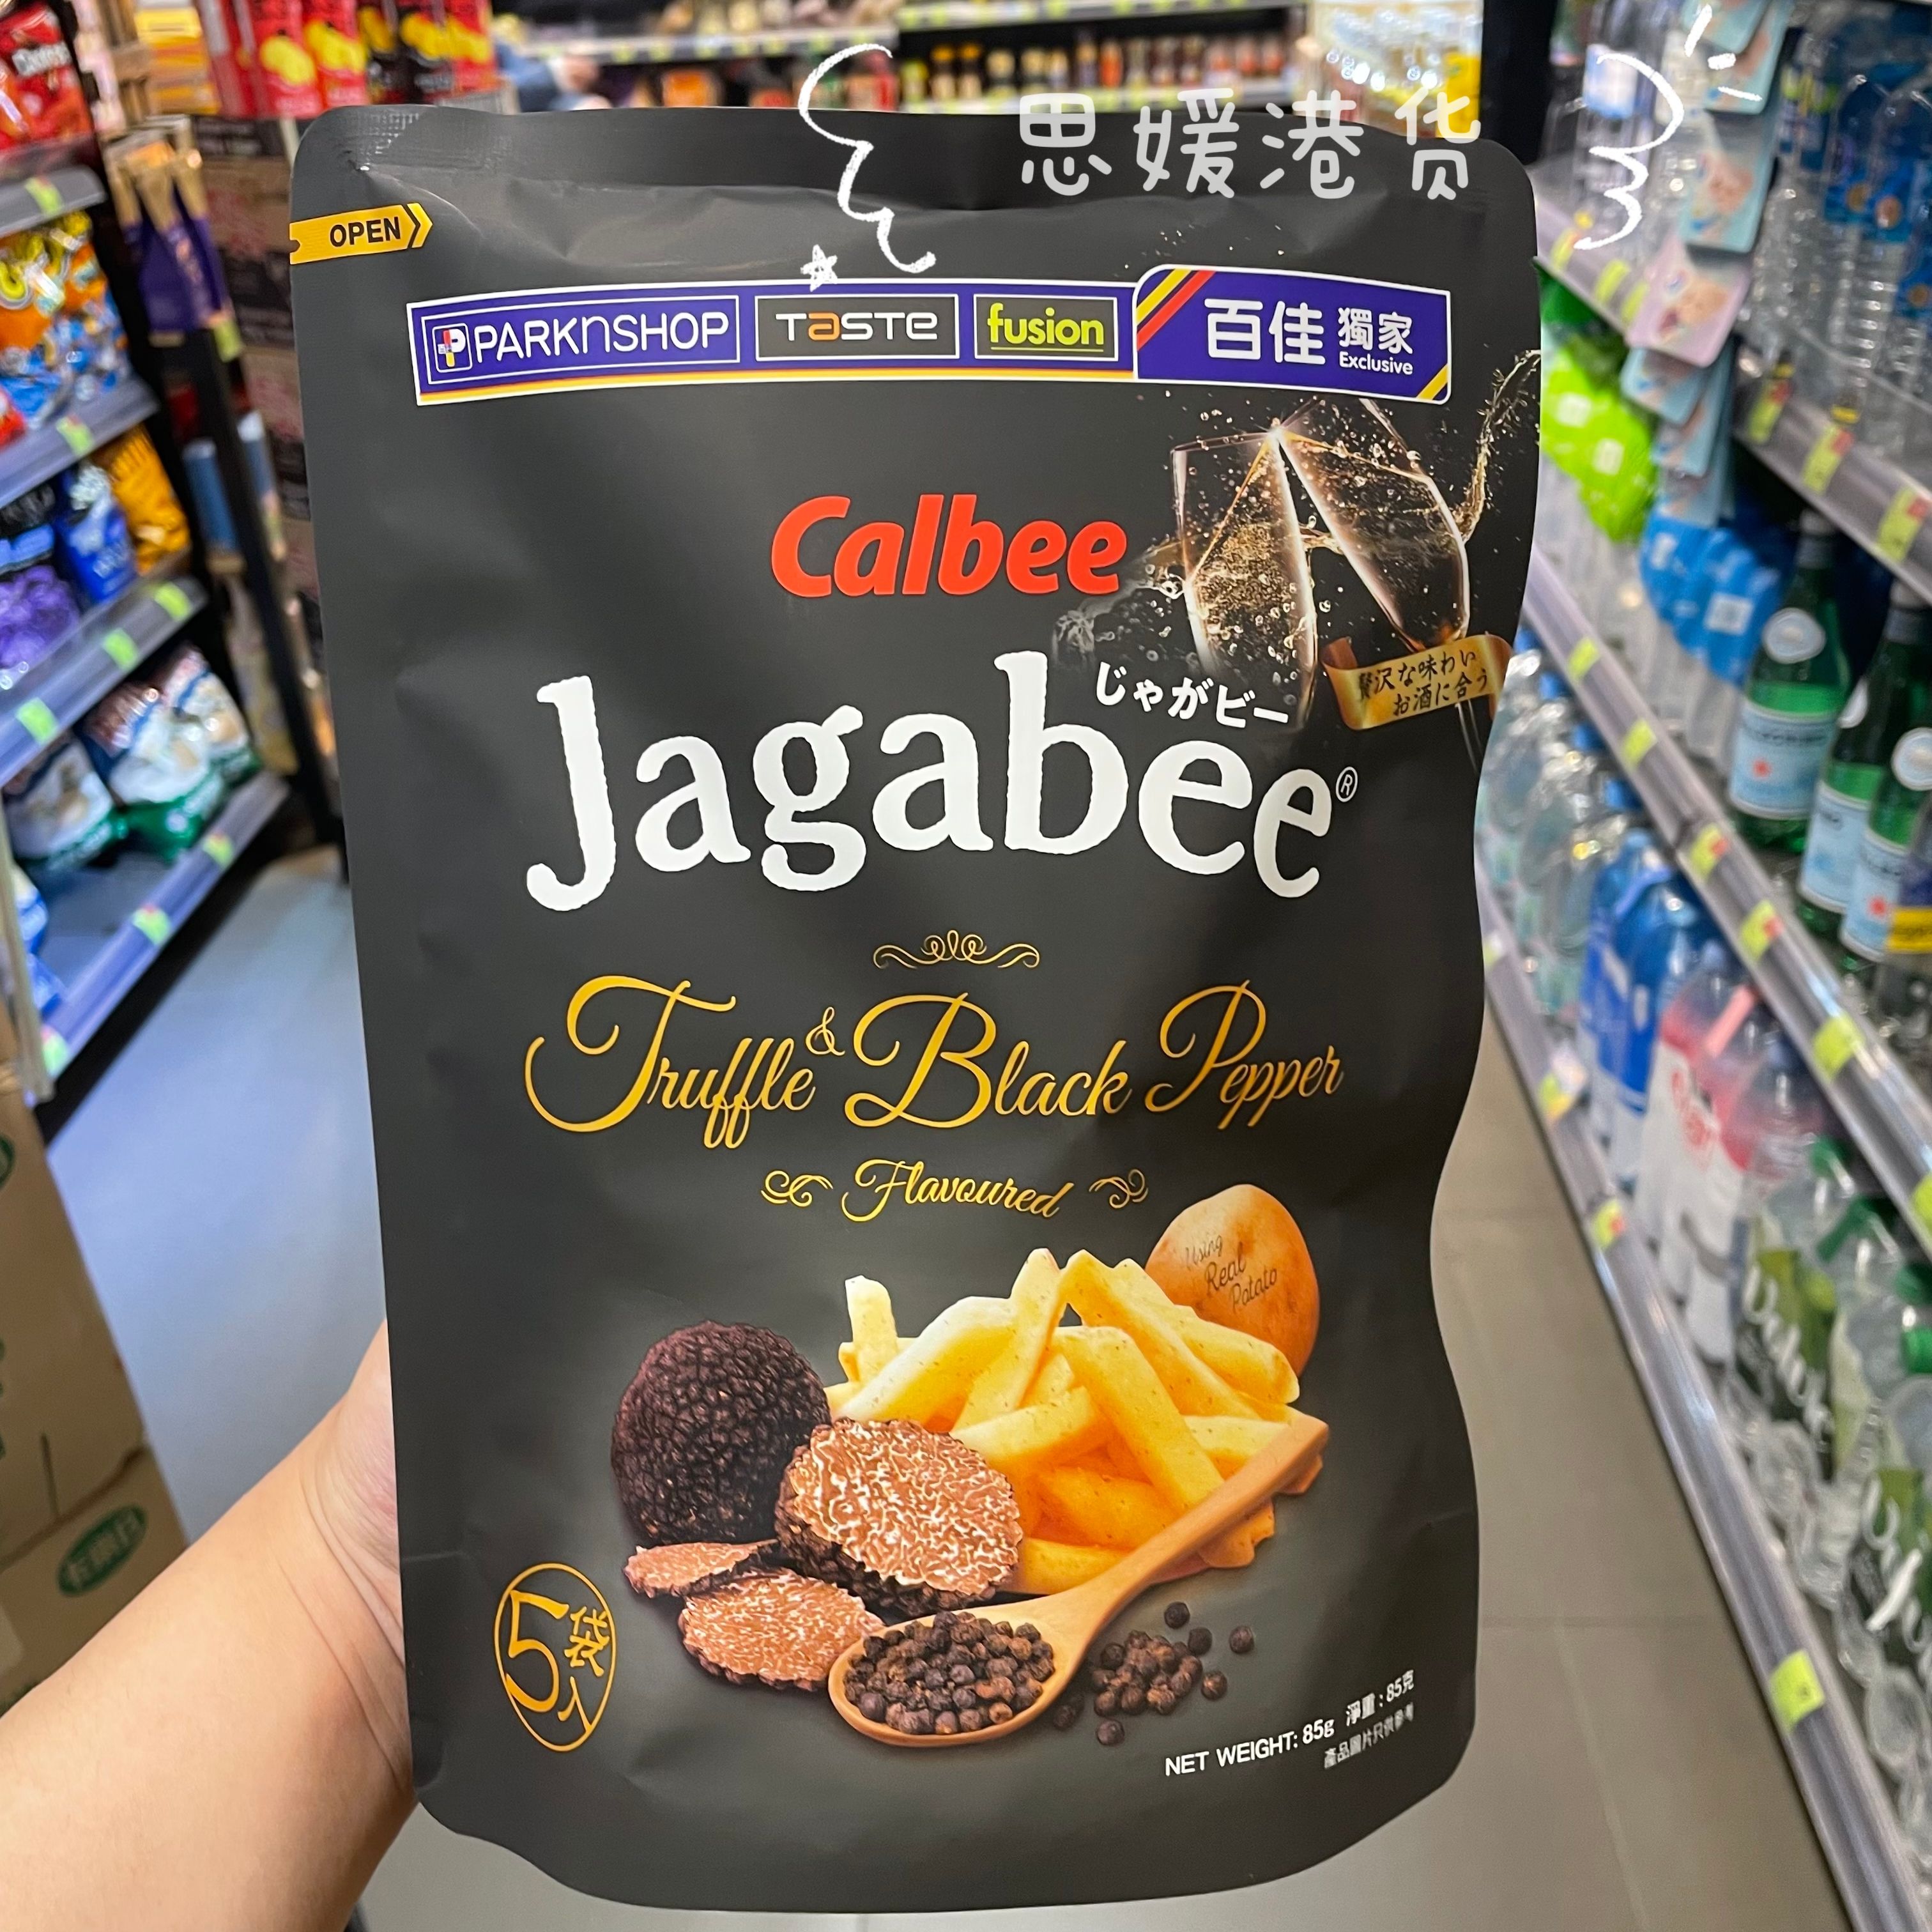 思媛港货
OPEN
PARKNSHOP TASTE fusion 百佳 獨家
Exclusive
Calbee
じゃがビー
贅沢な味わい
お酒に合う
Jagabee®
Truffle & Black Pepper
Flavoured
Using
Real
Potato
5袋入
NET WEIGHT: 85g 淨重:85克
產品圖片只供參考